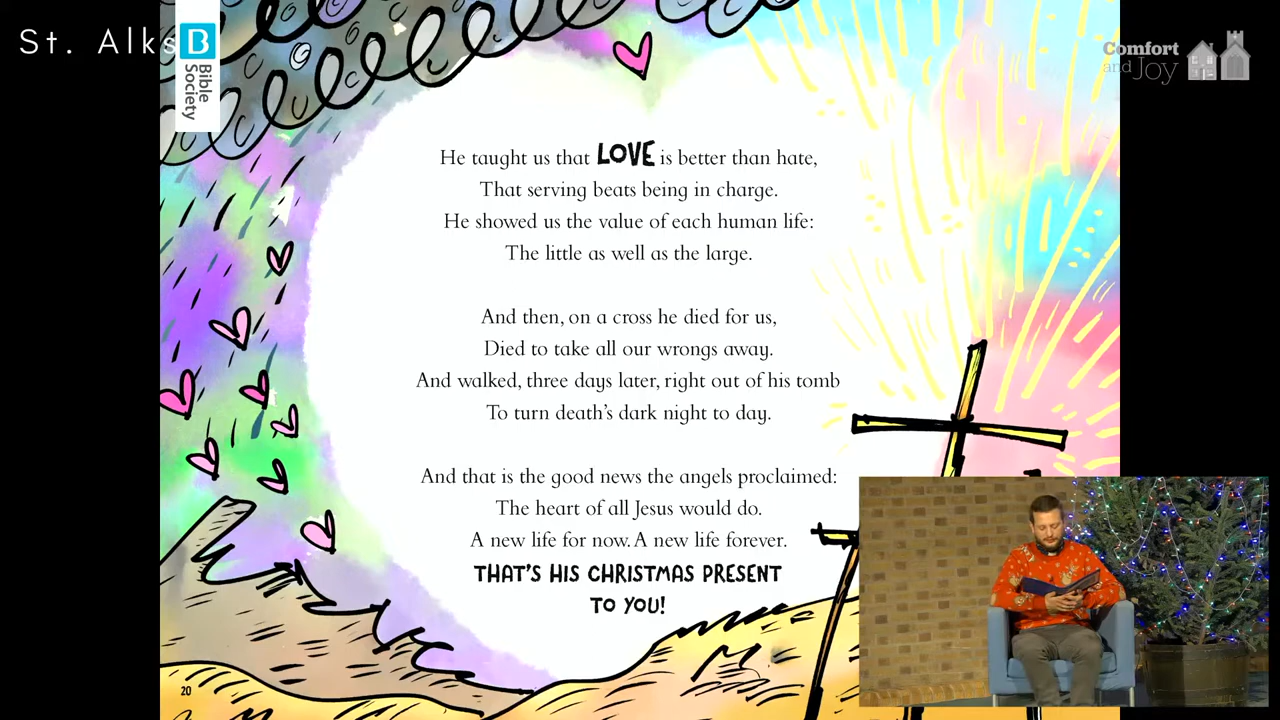 St. Alks
B
Bible
Society
Comfort
and Joy
He taught us that LOVE is better than hate,
That serving beats being in charge.
He showed us the value of each human life:
The little as well as the large.
And then, on a cross he died for us,
Died to take all our wrongs away.
And walked, three days later, right out of his tomb
To turn death's dark night to day.
And that is the good news the angels proclaimed:
The heart of all Jesus would do.
A new life for now. A new life forever.
THAT'S HIS CHRISTMAS PRESENT
TO YOU!
20